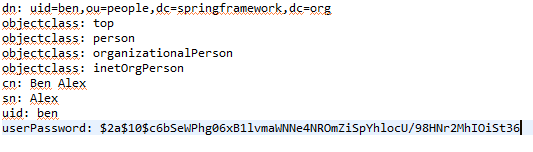 dn: uid=ben,ou=people,dc=springframework,dc=org
objectclass: top
objectclass: person
objectclass: organizationalPerson
objectclass: inetOrgPerson
cn: Ben Alex
sn: Alex
uid: ben
userPassword: $2a$10$c6bSeWPhg06xB1lvmaWNNe4NROmZiSpYhlocU/98HNr2MhIOiSt36